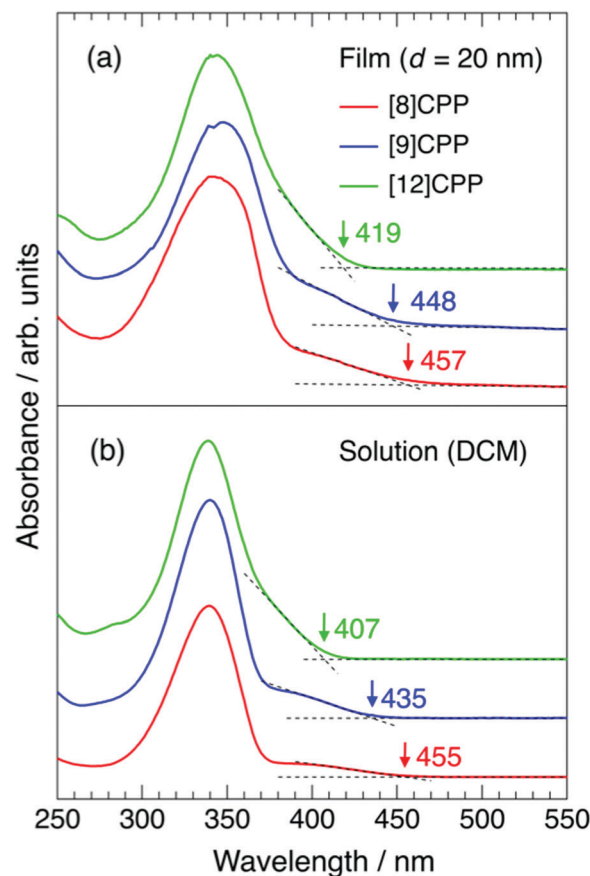 (a)
Film (d = 20 nm)
[8]CPP
[9]CPP
[12]CPP
419
448
457
Absorbance / arb. units
(b)
Solution (DCM)
407
435
455
250 300 350 400 450 500 550
Wavelength / nm